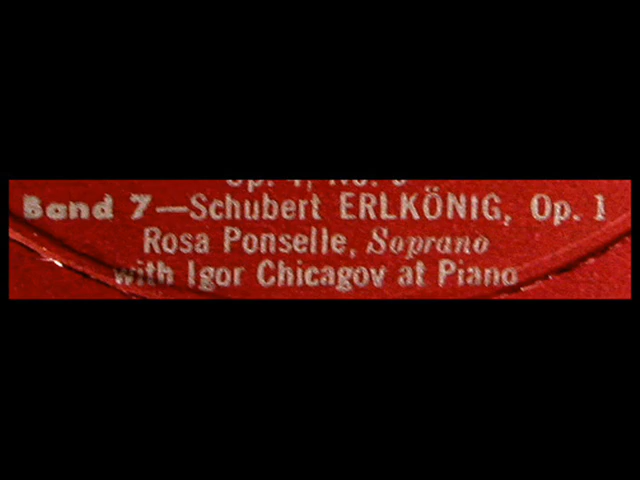 Band 7—Schubert ERLKÖNIG, Op. 1
Rosa Ponselle, Soprano
with Igor Chicagov at Piano